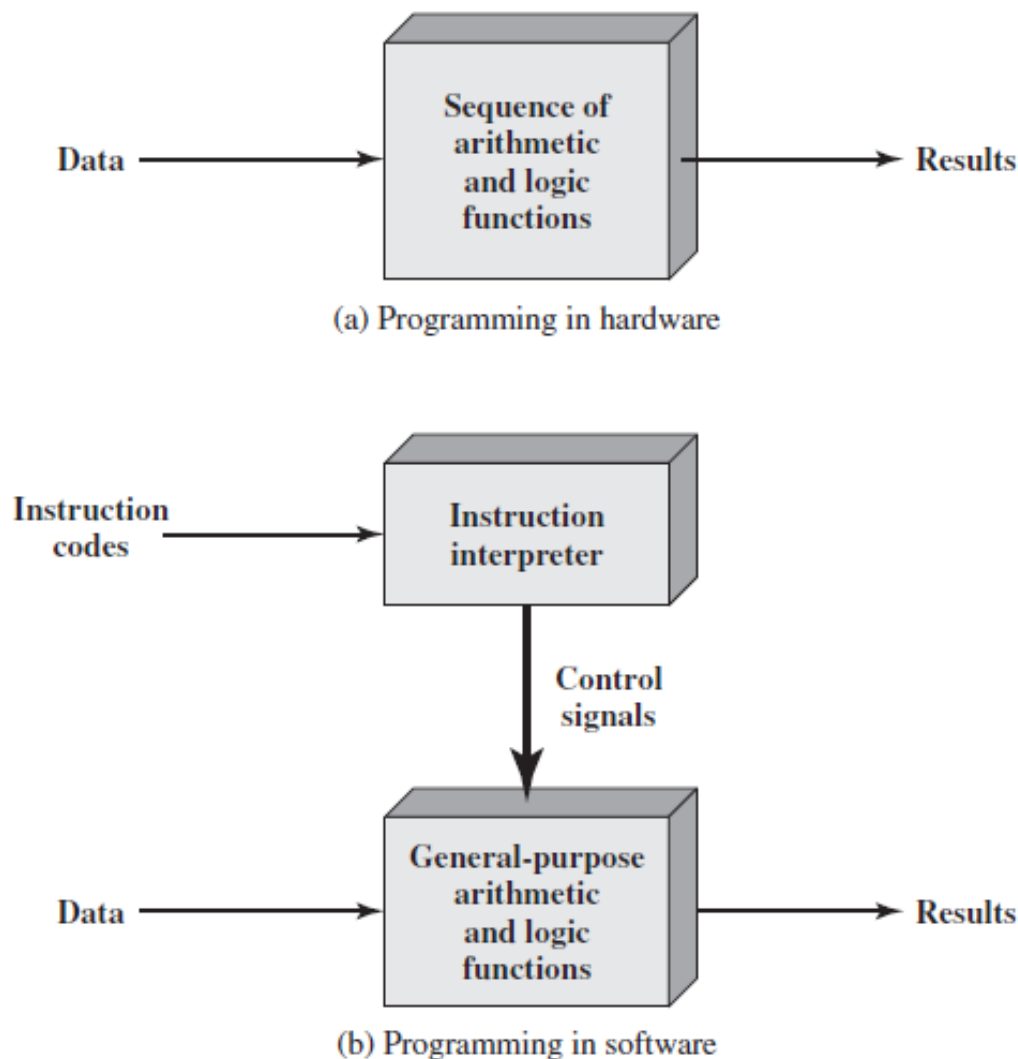 Sequence of
arithmetic
and logic
functions
Data
Results
(a) Programming in hardware
Instruction
codes
Instruction
interpreter
Control
signals
General-purpose
arithmetic
and logic
functions
Data
Results
(b) Programming in software